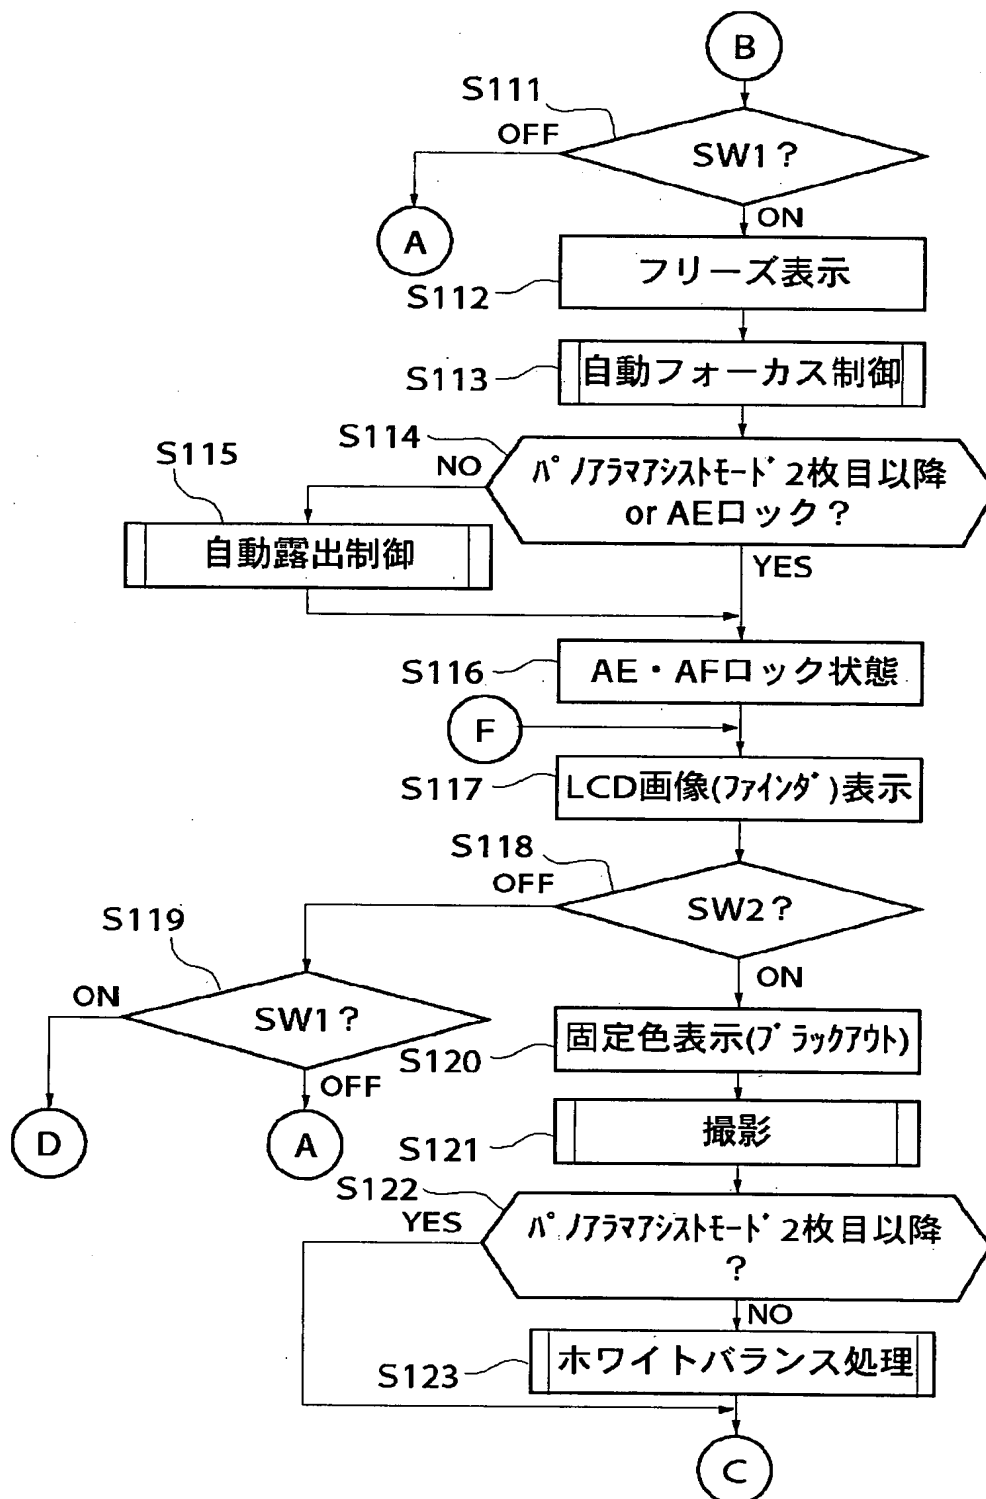 B
S111
OFF
SW1？
ON
A
フリーズ表示
S112
自動フォーカス制御
S113
S114
S115
NO
ﾊﾟﾉｱﾗﾏｱｼｽﾄﾓｰﾄﾞ2枚目以降
or AEロック？
自動露出制御
YES
AE・AFロック状態
S116
F
LCD画像(ﾌｧｲﾝﾀﾞ)表示
S117
S118
OFF
SW2？
S119
ON
ON
SW1？
固定色表示(ﾌﾞﾗｯｸｱｳﾄ)
S120
OFF
D
A
撮影
S121
S122
YES
ﾊﾟﾉｱﾗﾏｱｼｽﾄﾓｰﾄﾞ2枚目以降
？
NO
ホワイトバランス処理
S123
C